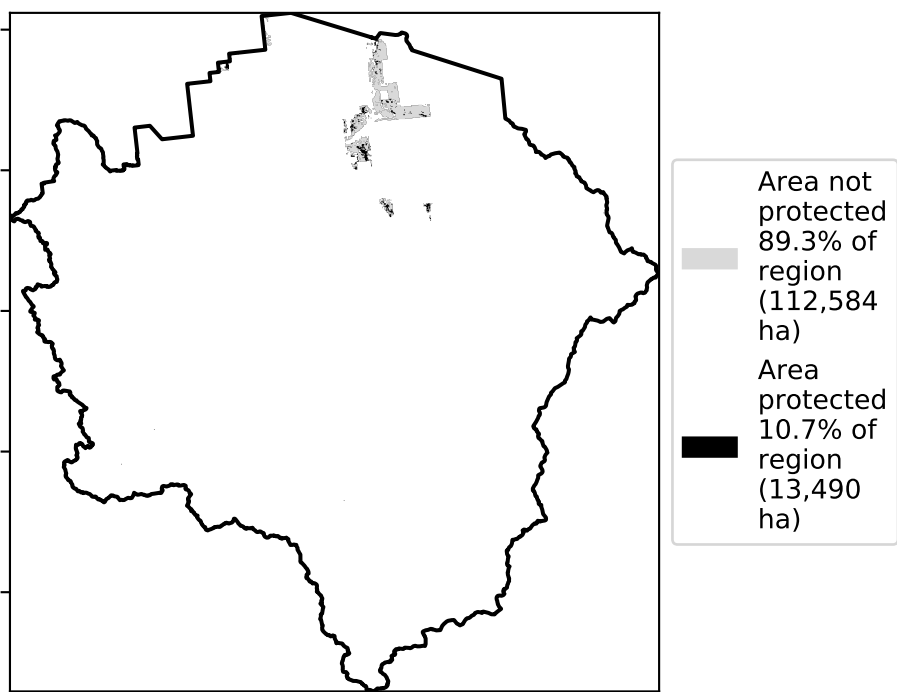 Area not
protected
89.3% of
region
(112,584
ha)
Area
protected
10.7% of
region
(13,490
ha)